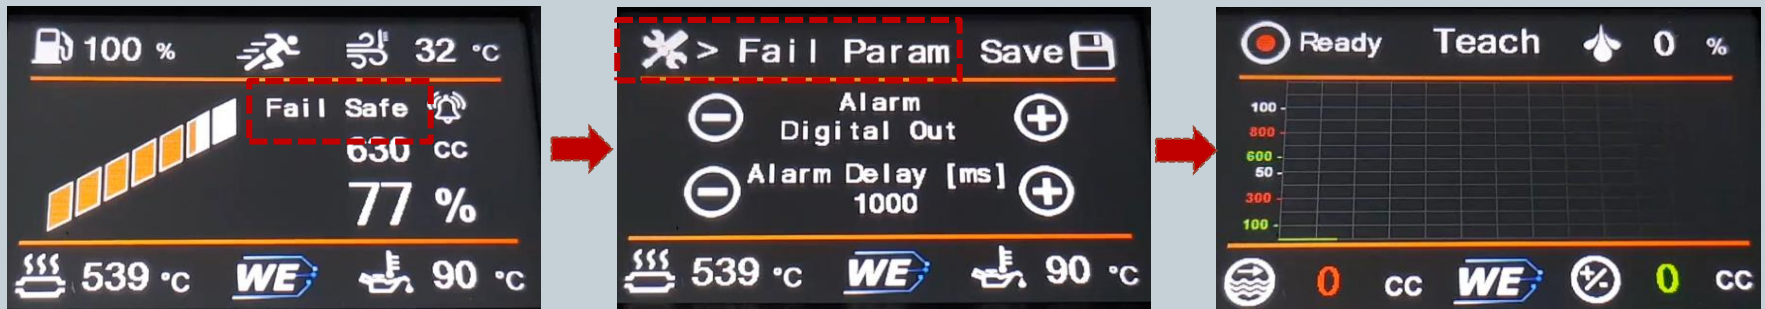 100 %
32 °C
Fail Safe
630 cc
77 %
539 °C
WE
90 °C
> Fail Param
Save
Alarm
Digital Out
Alarm Delay [ms]
1000
539 °C
WE
90 °C
Ready
Teach
0 %
100
800
600
50
300
100
0 cc
WE
0 cc